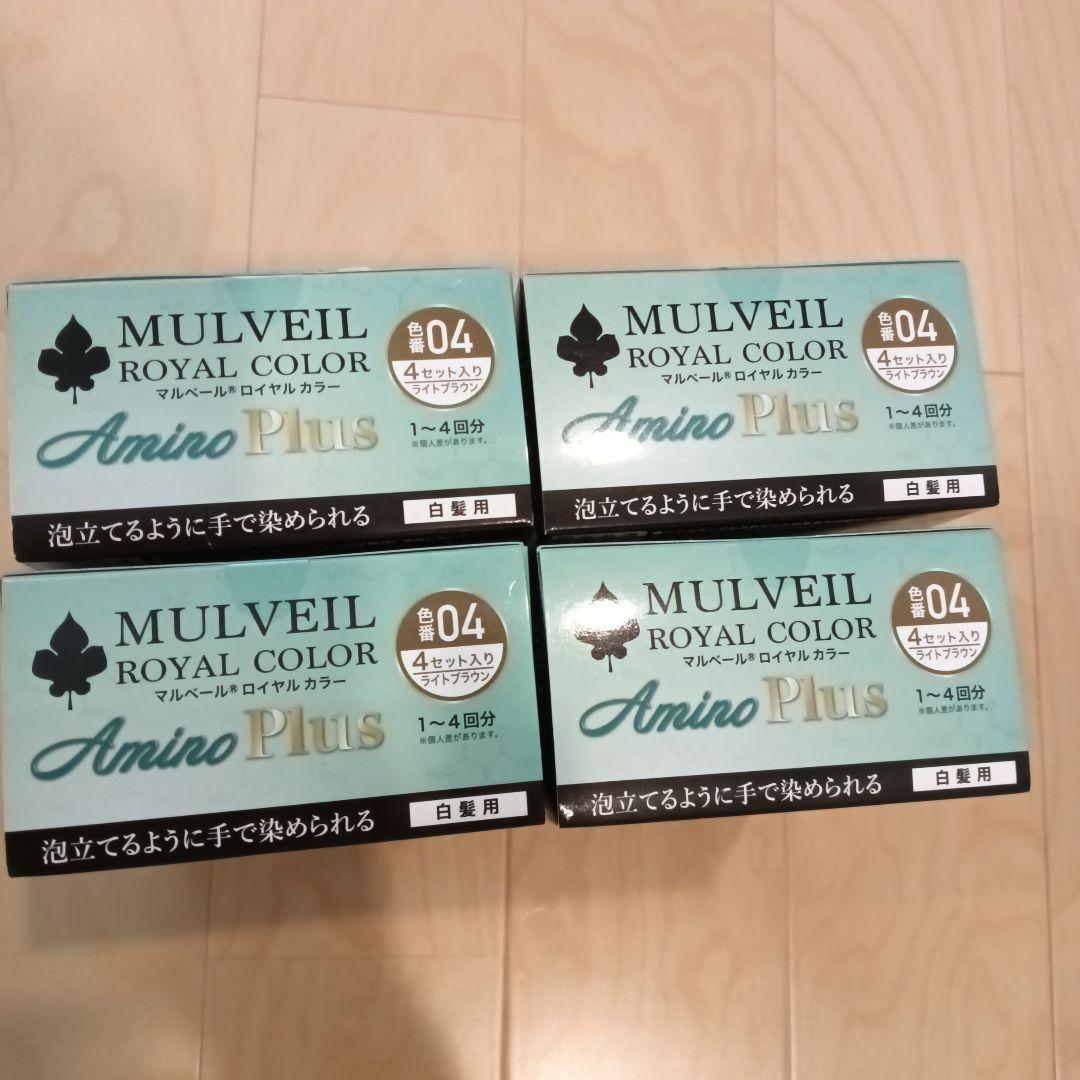 MULVEIL
ROYAL COLOR
マルベール® ロイヤル カラー
Amino Plus
色番04
4セット入り
ライトブラウン
1〜4回分
※個人差があります。
泡立てるように手で染められる
白髪用
MULVEIL
ROYAL COLOR
マルベール® ロイヤル カラー
Amino Plus
色番04
4セット入り
ライトブラウン
1〜4回分
※個人差があります。
泡立てるように手で染められる
白髪用
MULVEIL
ROYAL COLOR
マルベール® ロイヤル カラー
Amino Plus
色番04
4セット入り
ライトブラウン
1〜4回分
※個人差があります。
泡立てるように手で染められる
白髪用
MULVEIL
ROYAL COLOR
マルベール® ロイヤル カラー
Amino Plus
色番04
4セット入り
ライトブラウン
1〜4回分
※個人差があります。
泡立てるように手で染められる
白髪用